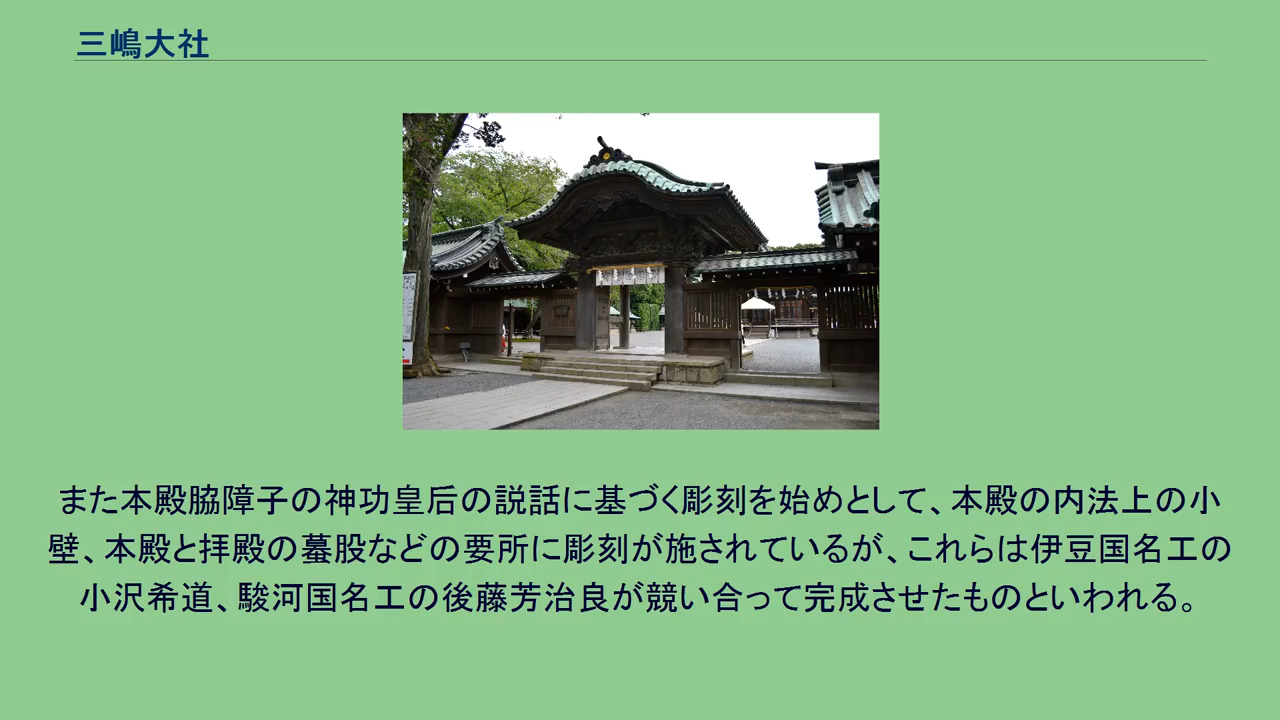 三嶋大社
また本殿脇障子の神功皇后の説話に基づく彫刻を始めとして、本殿の内法上の小
壁、本殿と拝殿の蟇股などの要所に彫刻が施されているが、これらは伊豆国名工の
小沢希道、駿河国名工の後藤芳治良が競い合って完成させたものといわれる。